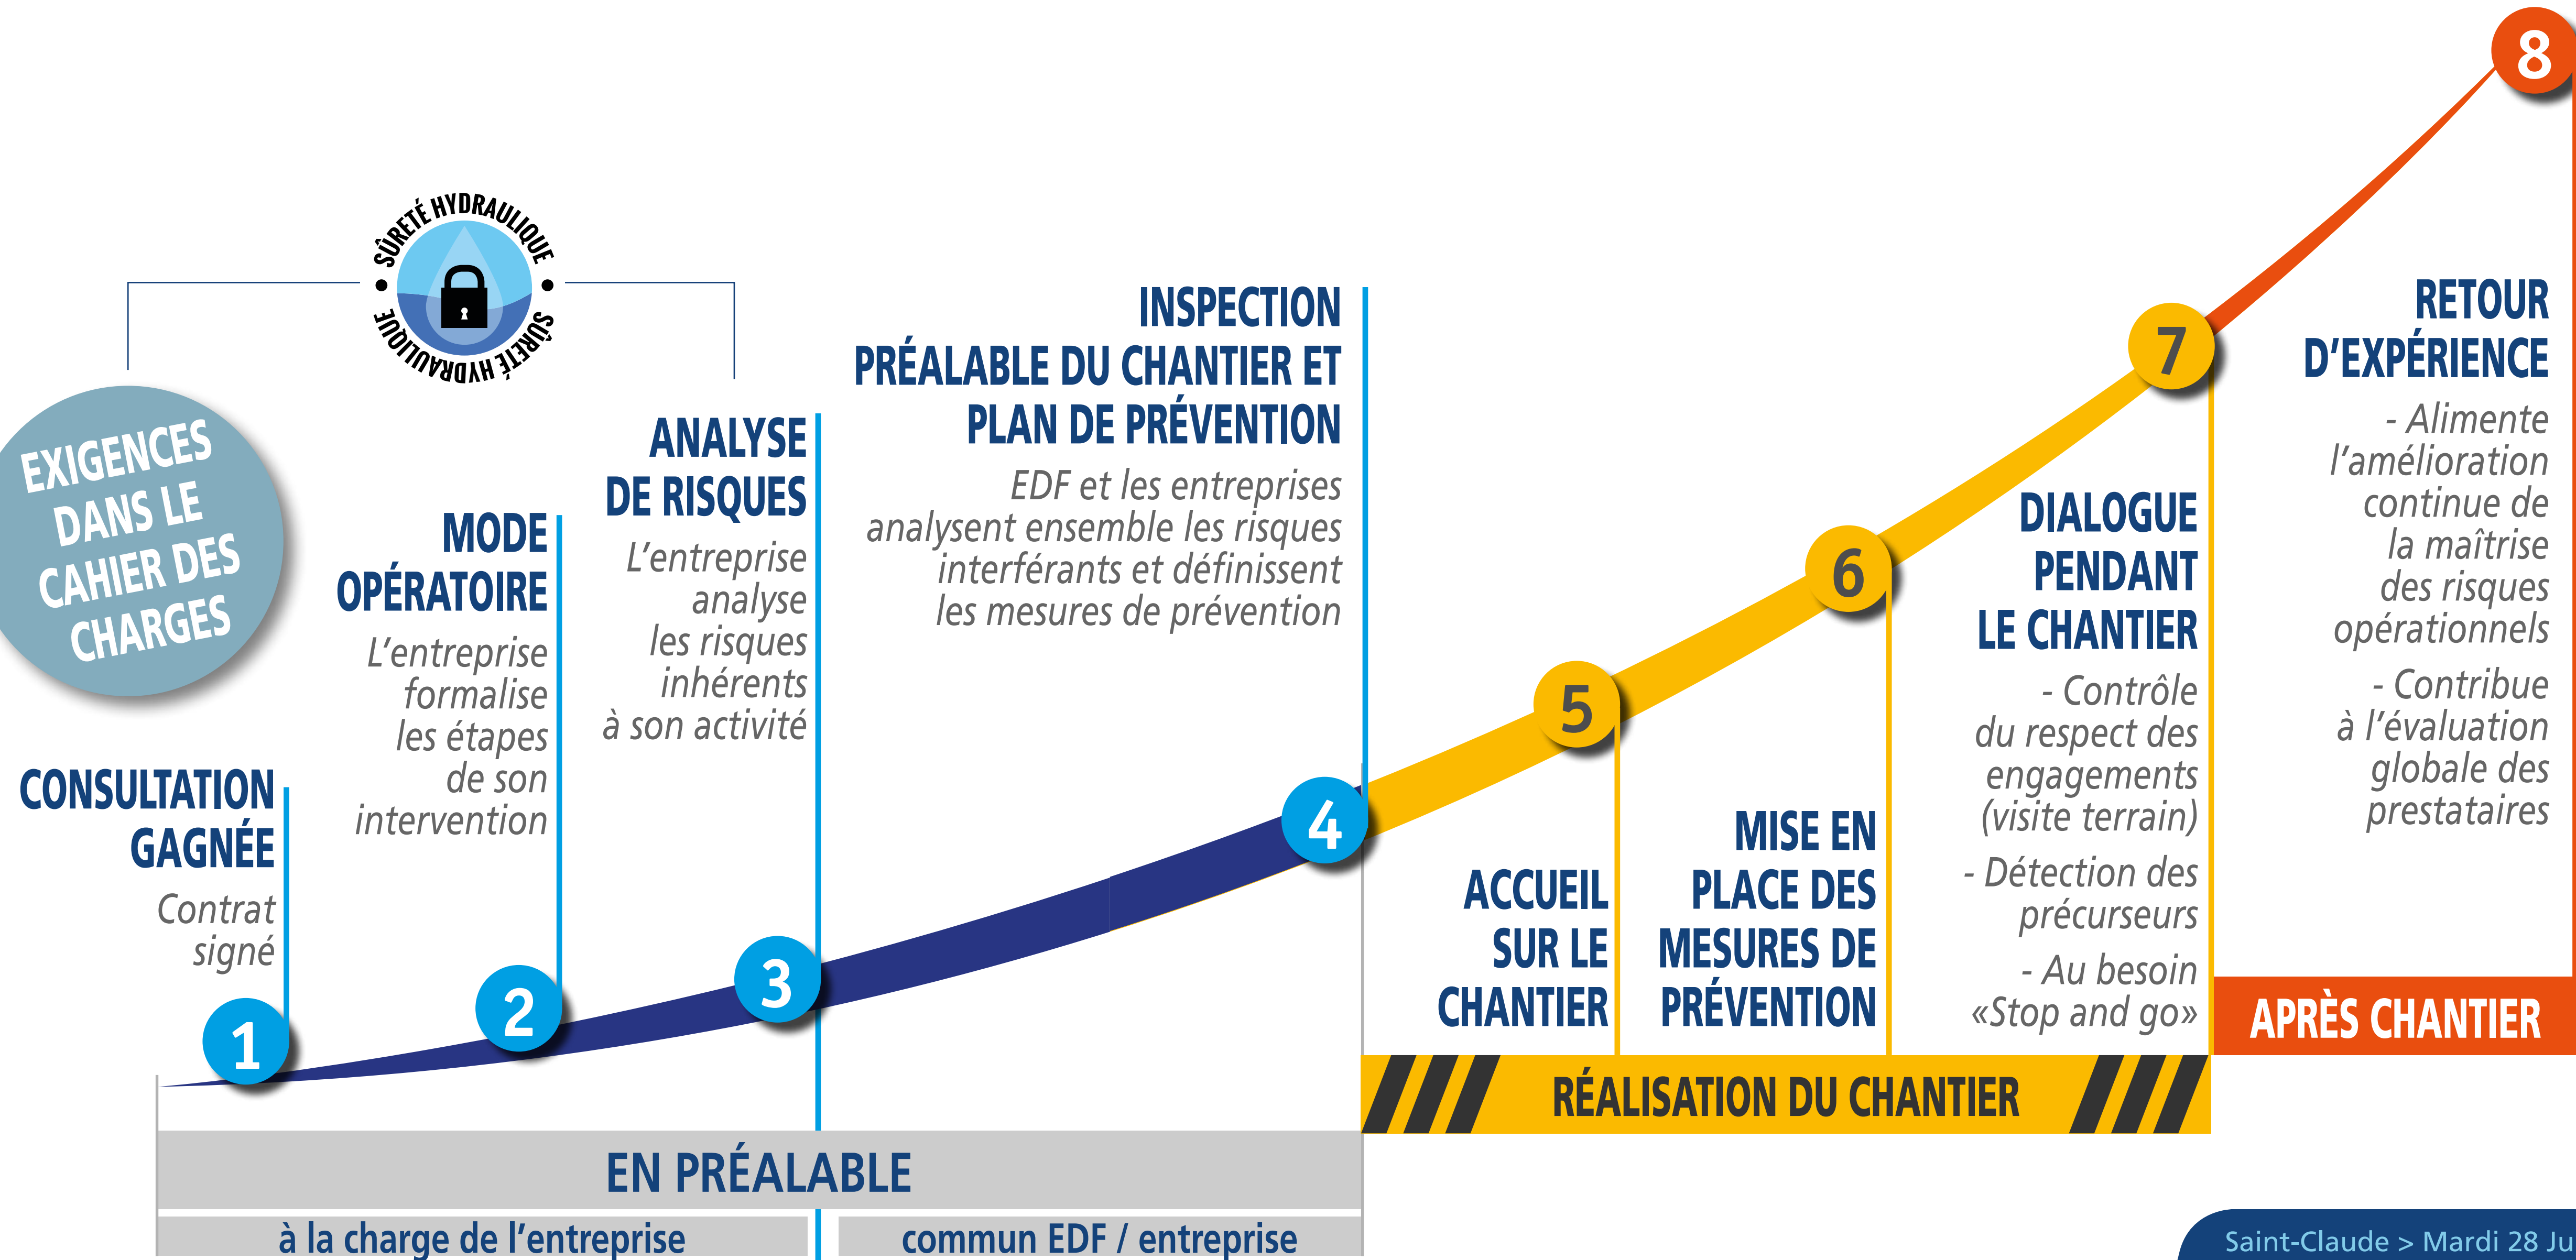 SÛRETÉ HYDRAULIQUE
SÛRETÉ HYDRAULIQUE
EXIGENCES
DANS LE
CAHIER DES
CHARGES
CONSULTATION
GAGNÉE
Contrat
signé
1
MODE
OPÉRATOIRE
L'entreprise
formalise
les étapes
de son
intervention
2
ANALYSE
DE RISQUES
L'entreprise
analyse
les risques
inhérents
à son activité
3
INSPECTION
PRÉALABLE DU CHANTIER ET
PLAN DE PRÉVENTION
EDF et les entreprises
analysent ensemble les risques
interférants et définissent
les mesures de prévention
4
5
ACCUEIL
SUR LE
CHANTIER
6
MISE EN
PLACE DES
MESURES DE
PRÉVENTION
7
DIALOGUE
PENDANT
LE CHANTIER
- Contrôle
du respect des
engagements
(visite terrain)
- Détection des
précurseurs
- Au besoin
«Stop and go»
8
RETOUR
D'EXPÉRIENCE
- Alimente
l'amélioration
continue de
la maîtrise
des risques
opérationnels
- Contribue
à l'évaluation
globale des
prestataires
APRÈS CHANTIER
RÉALISATION DU CHANTIER
EN PRÉALABLE
à la charge de l'entreprise
commun EDF / entreprise
Saint-Claude > Mardi 28 Ju